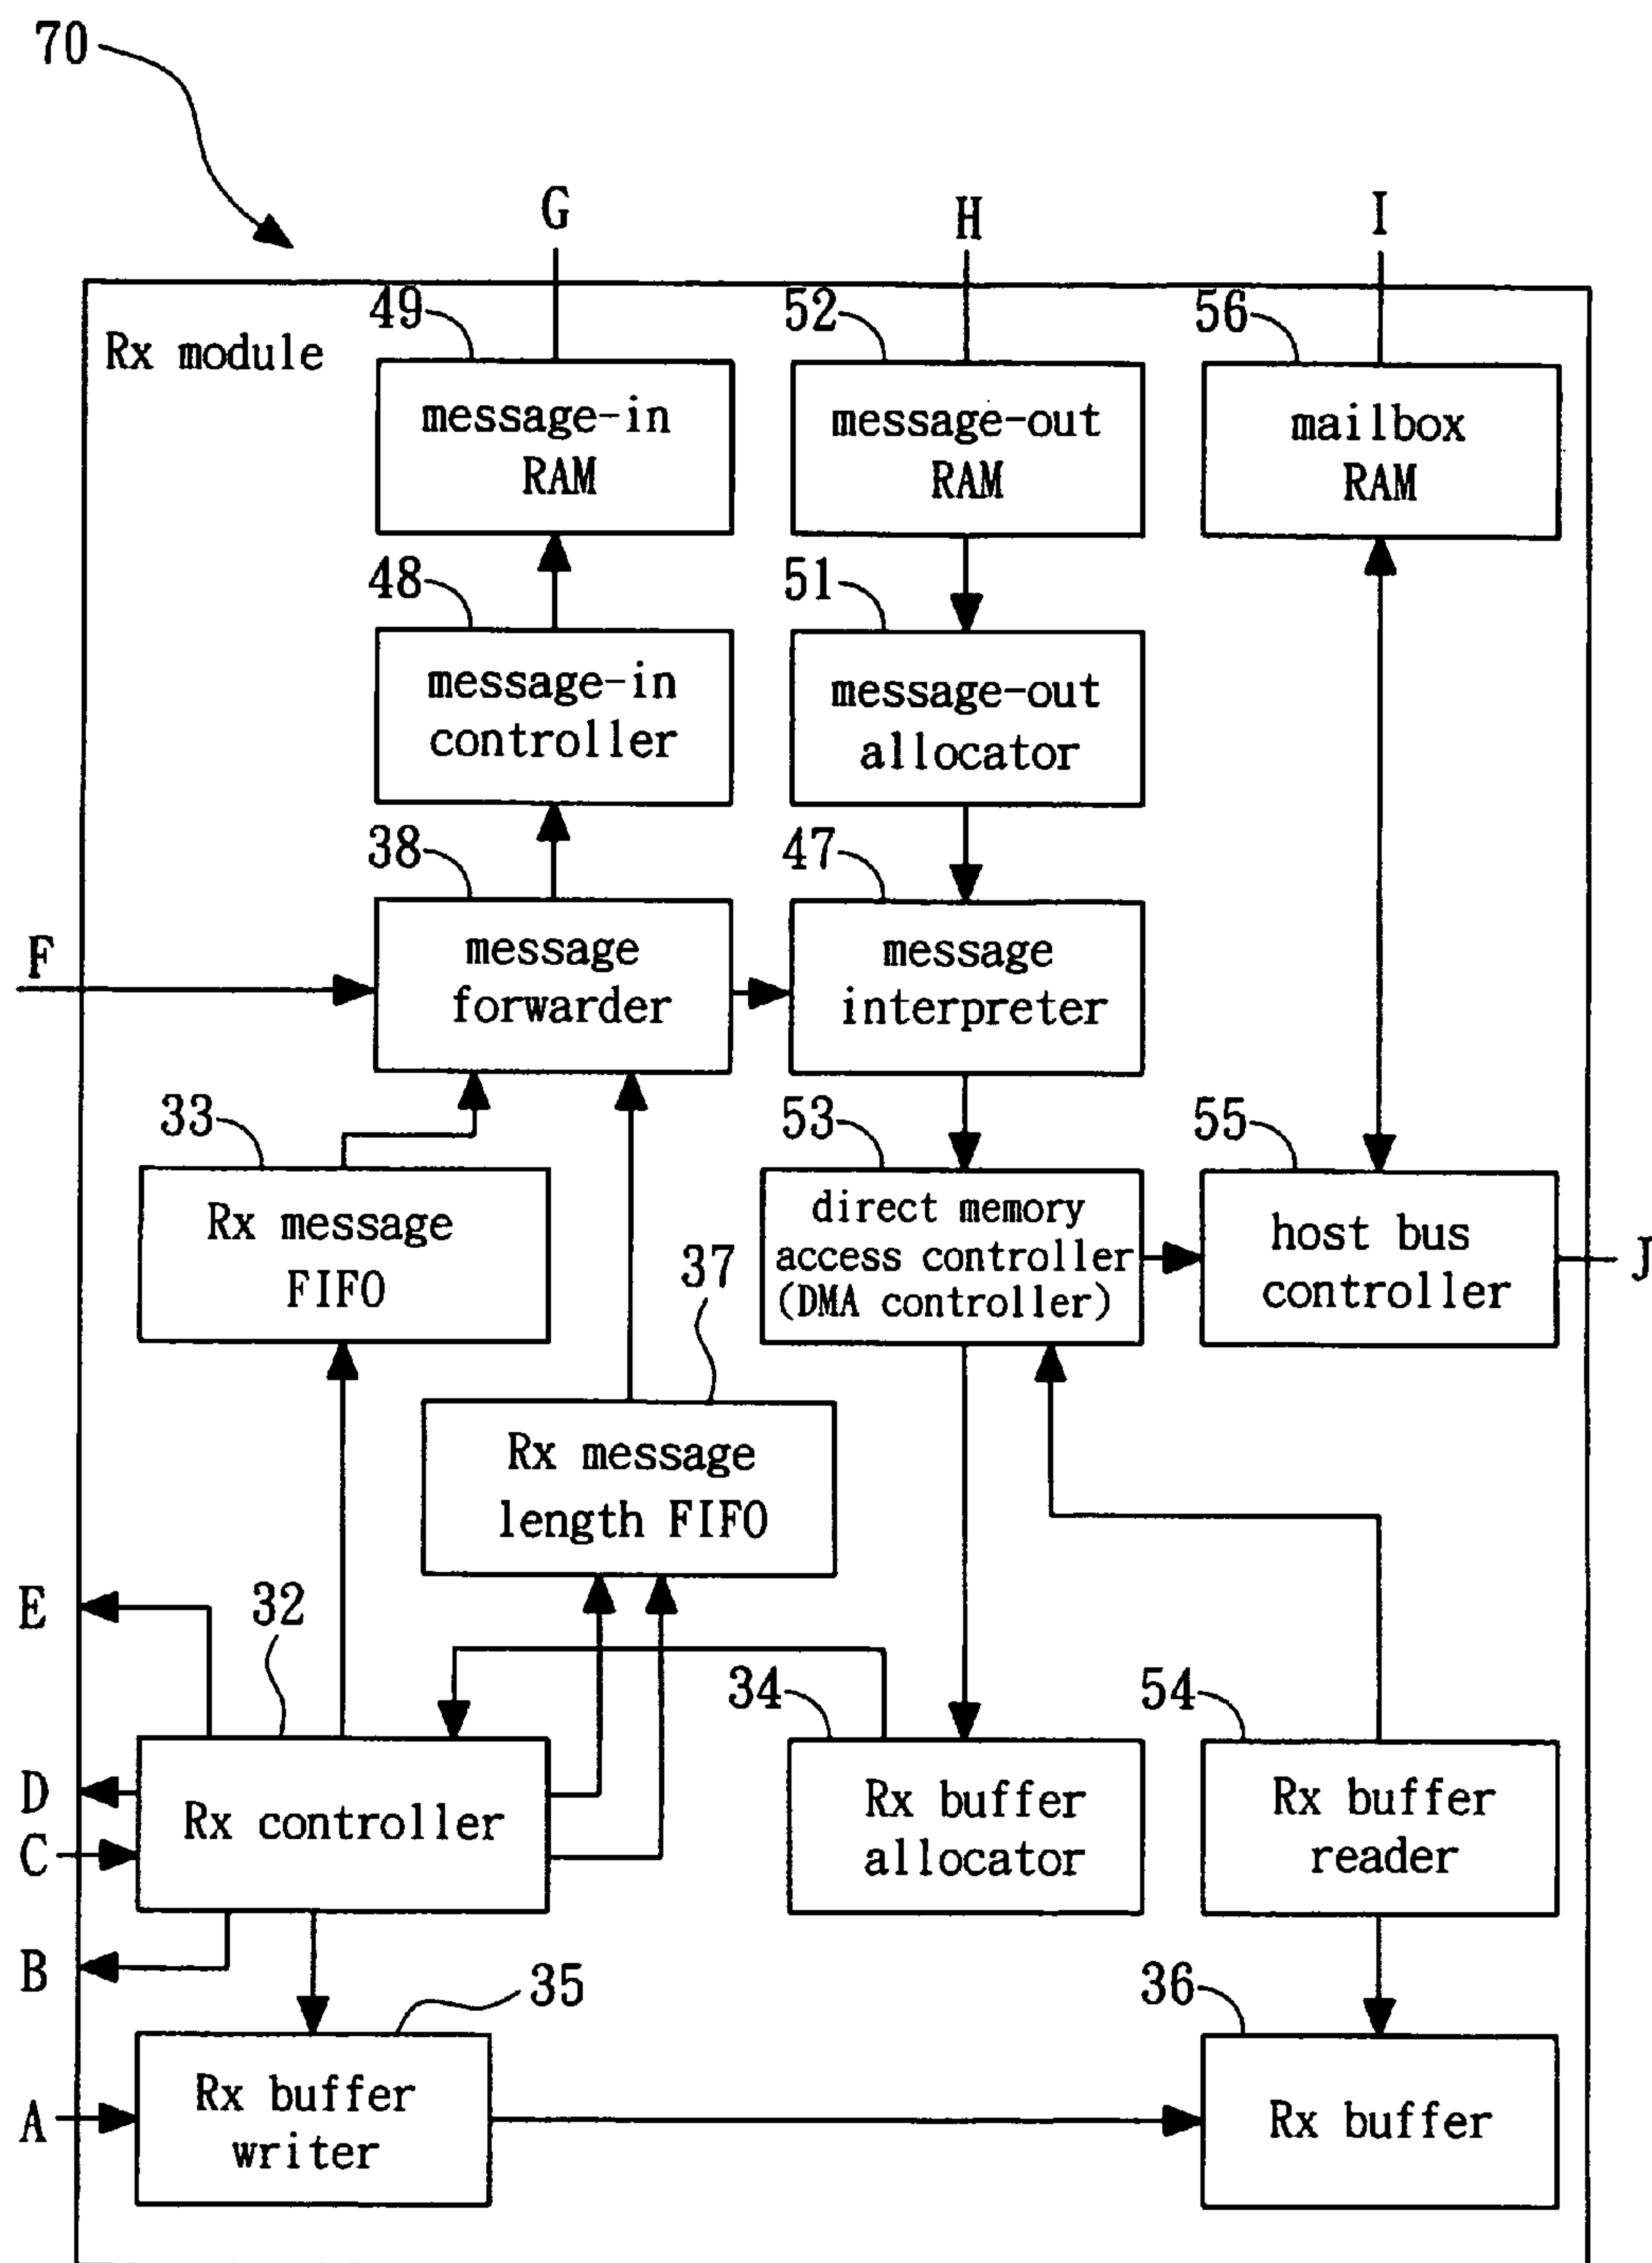 70
G
H
I
49
52
56
Rx module
message-in
RAM
message-out
RAM
mailbox
RAM
48
51
message-in
controller
message-out
allocator
38
47
F
message
forwarder
message
interpreter
33
53
55
Rx message
FIFO
direct memory
access controller
(DMA controller)
host bus
controller
J
37
Rx message
length FIFO
E
32
34
54
D
C
Rx controller
Rx buffer
allocator
Rx buffer
reader
B
35
36
A
Rx buffer
writer
Rx buffer